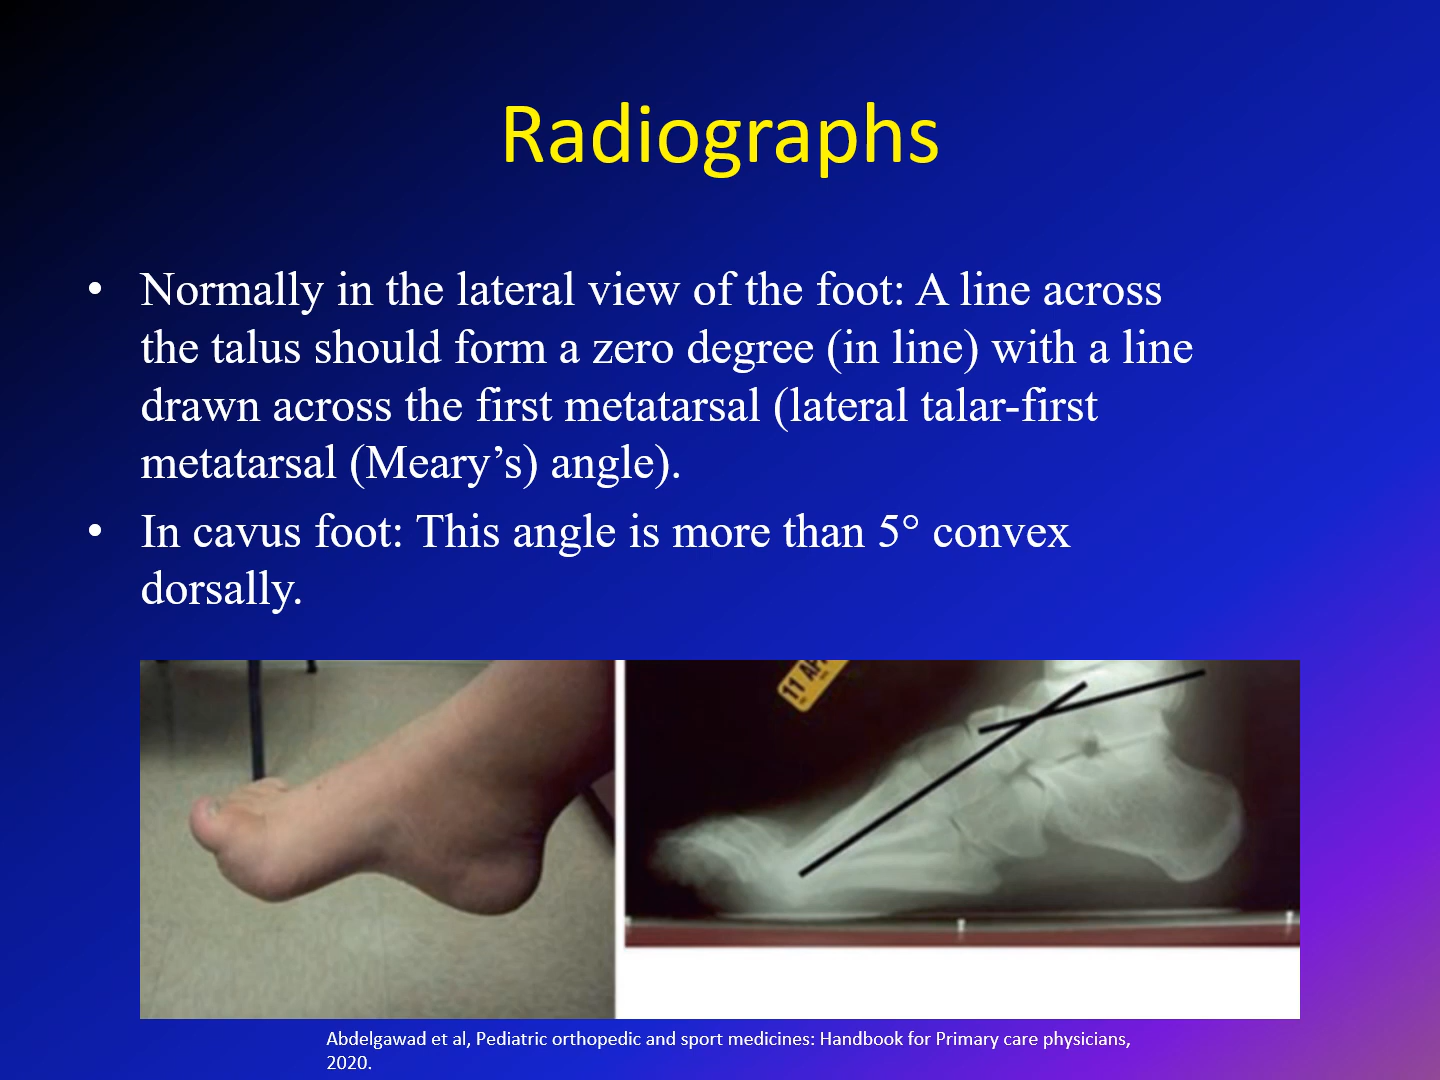 Radiographs
• Normally in the lateral view of the foot: A line across
the talus should form a zero degree (in line) with a line
drawn across the first metatarsal (lateral talar-first
metatarsal (Meary’s) angle).
• In cavus foot: This angle is more than 5° convex
dorsally.
11 AP
Abdelgawad et al, Pediatric orthopedic and sport medicines: Handbook for Primary care physicians,
2020.